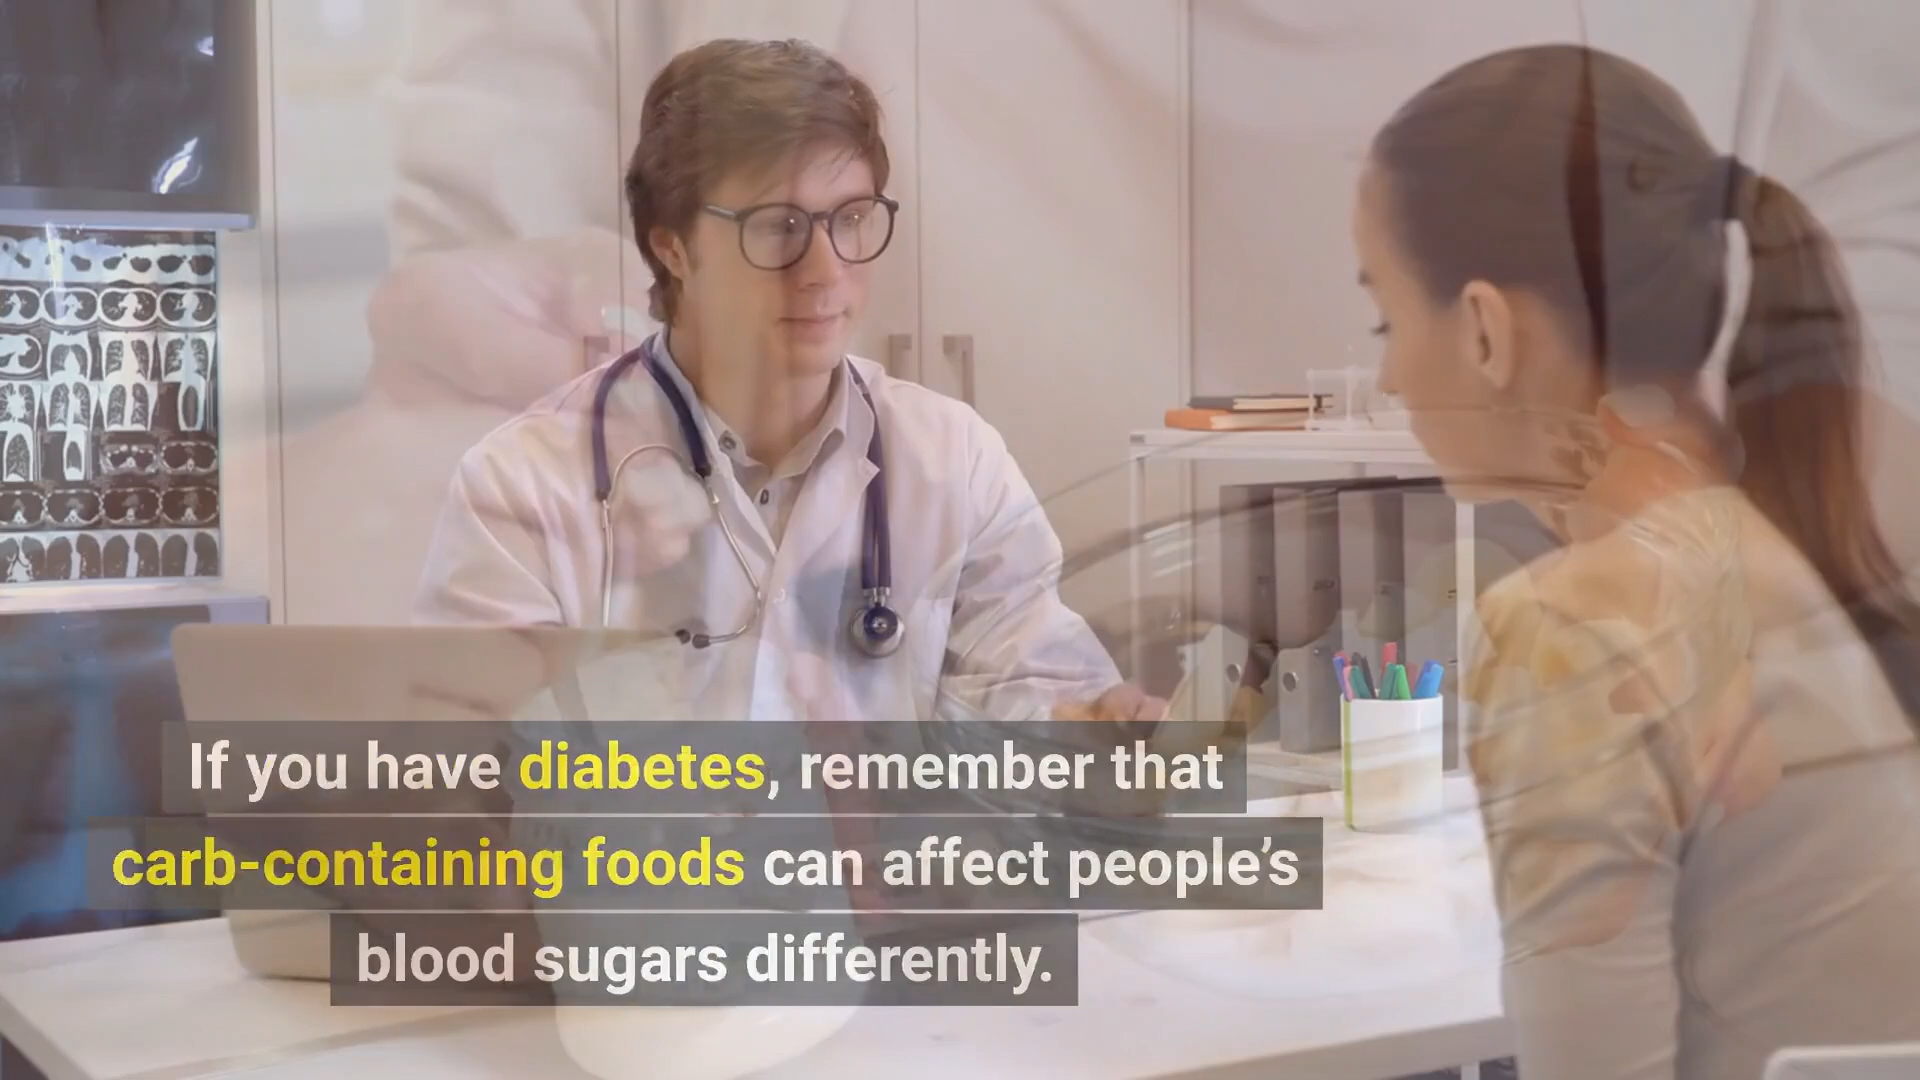 If you have diabetes, remember that
carb-containing foods can affect people’s
blood sugars differently.